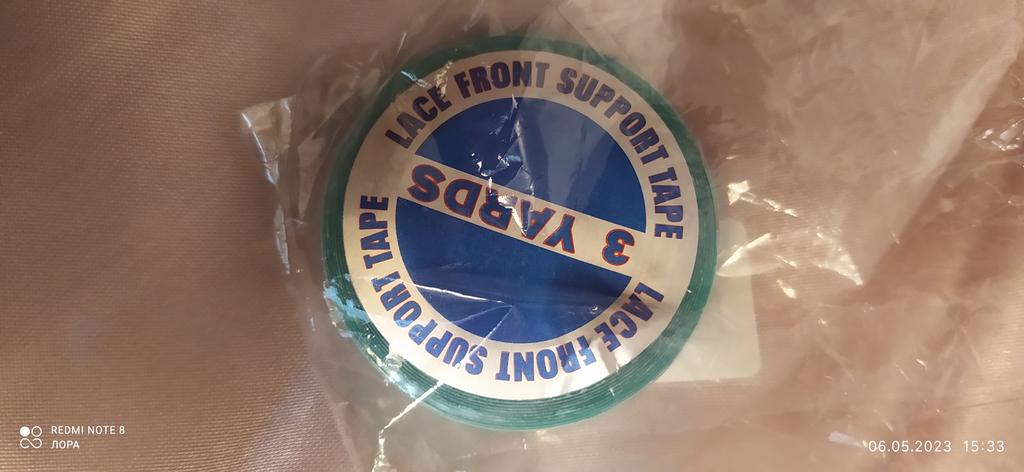 LACE FRONT SUPPORT TAPE
3 YARDS
LACE FRONT SUPPORT TAPE
REDMI NOTE 8
ЛОРА
06.05.2023 15:33